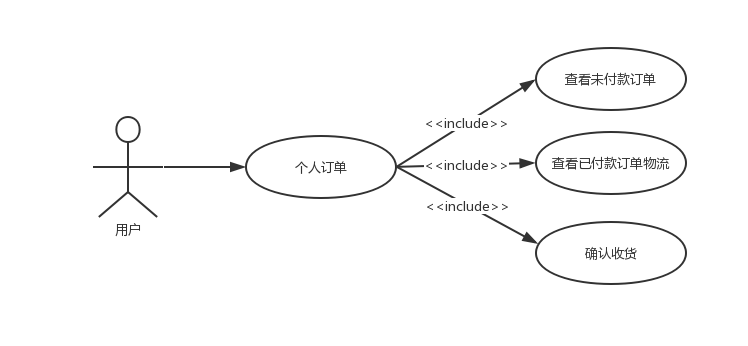 查看未付款订单
<<include>>
用户
个人订单
<<include>>
查看已付款订单物流
<<include>>
确认收货